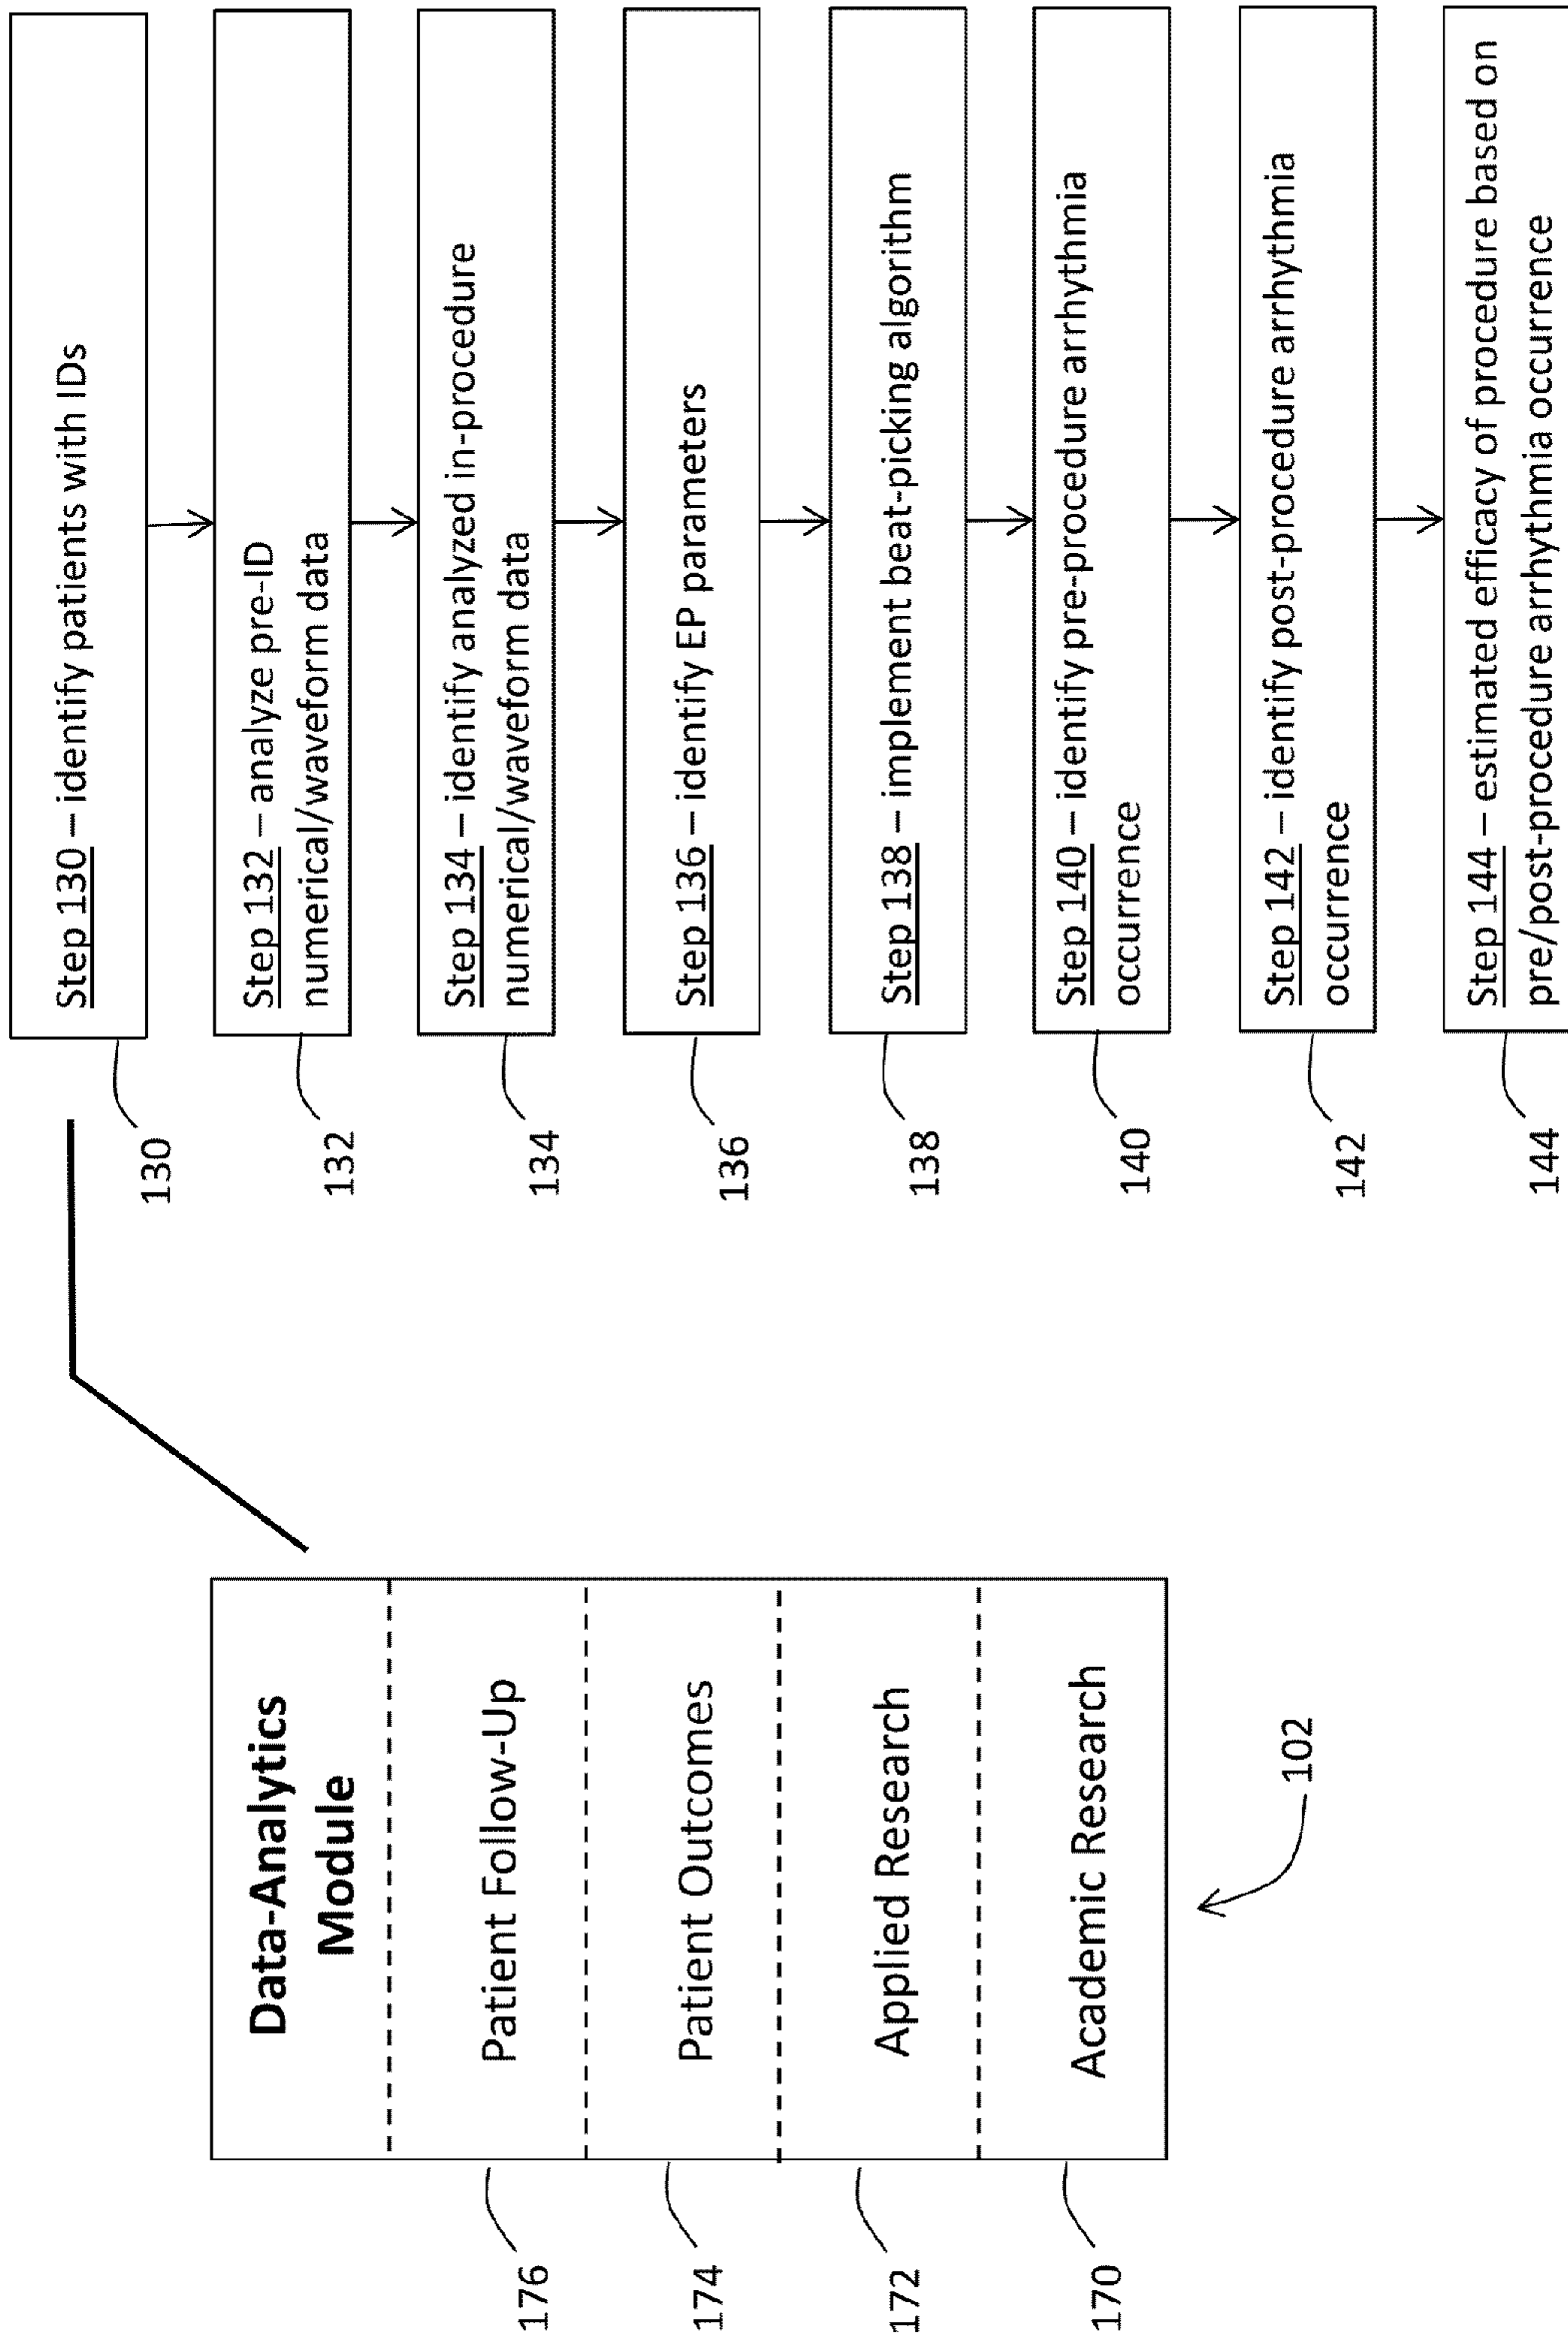 Data-Analytics
Module
176
Patient Follow-Up
174
Patient Outcomes
172
Applied Research
170
Academic Research
102
130
Step 130 – identify patients with IDs
132
Step 132 – analyze pre-ID
numerical/waveform data
134
Step 134 – identify analyzed in-procedure
numerical/waveform data
136
Step 136 – identify EP parameters
138
Step 138 – implement beat-picking algorithm
140
Step 140 – identify pre-procedure arrhythmia
occurrence
142
Step 142 – identify post-procedure arrhythmia
occurrence
144
Step 144 – estimated efficacy of procedure based on
pre/post-procedure arrhythmia occurrence